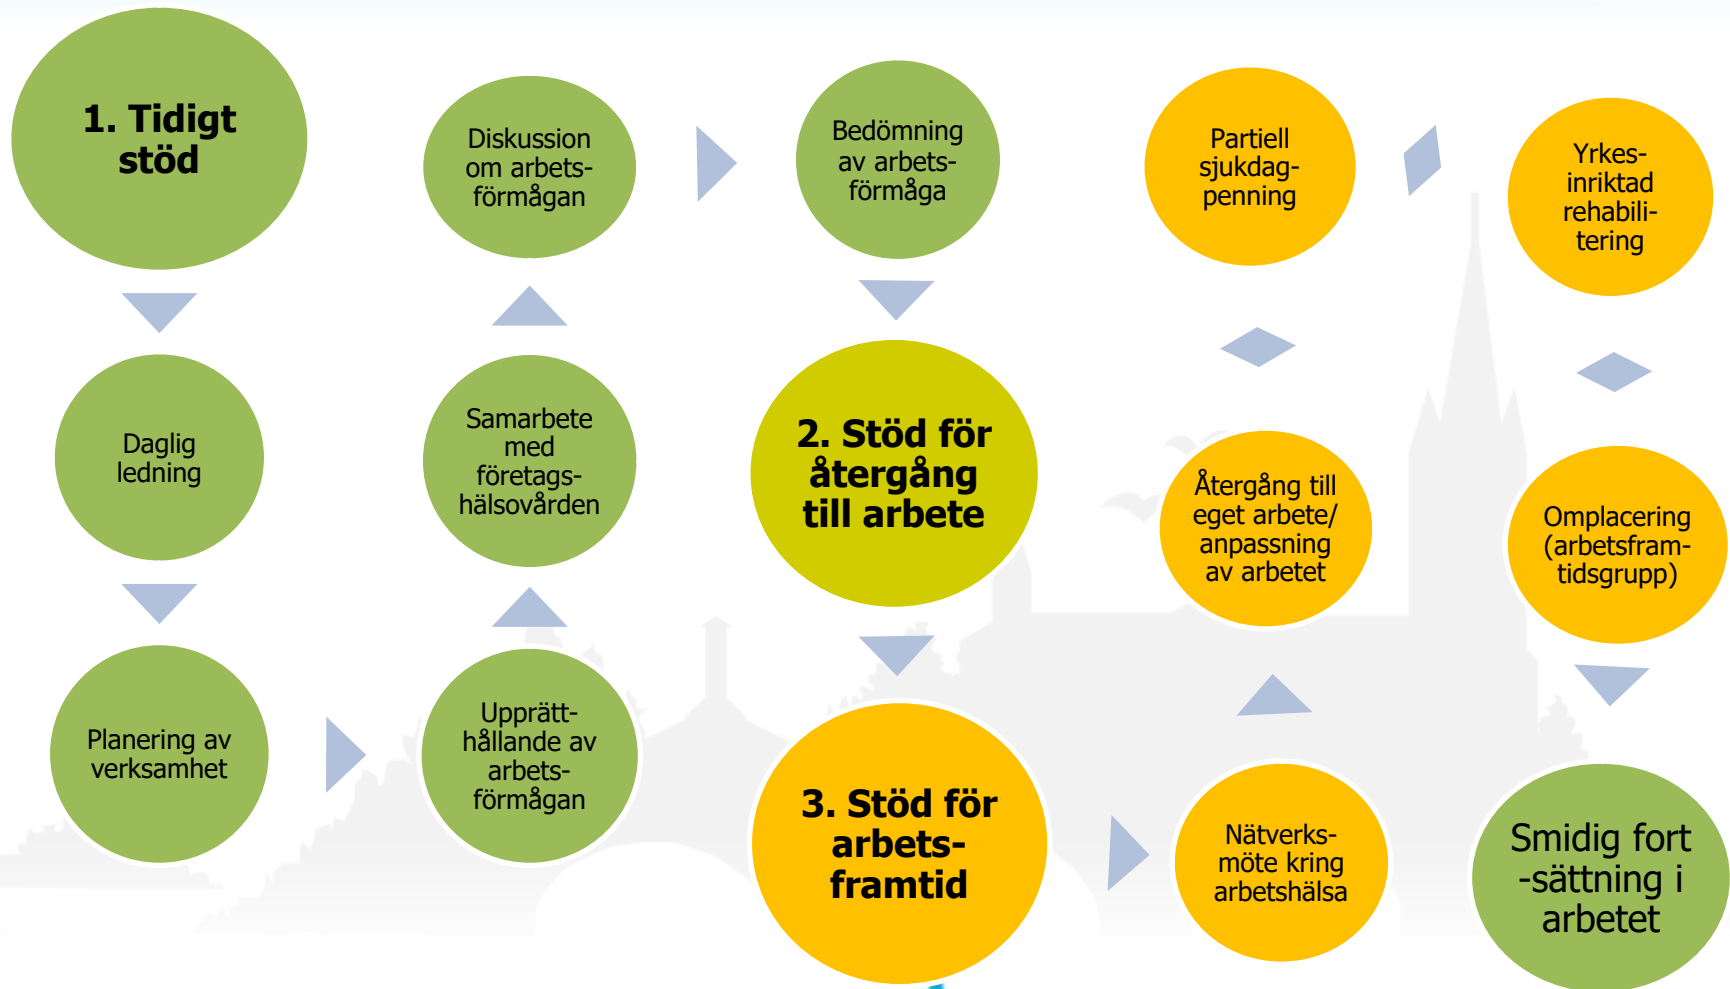 1. Tidigt
stöd
Daglig
ledning
Planering av
verksamhet
Upprätt-
hållande av
arbets-
förmågan
Samarbete
med
företags-
hälsovården
Diskussion
om arbets-
förmågan
Bedömning
av arbets-
förmåga
2. Stöd för
återgång
till arbete
3. Stöd för
arbets-
framtid
Nätverks-
möte kring
arbetshälsa
Återgång till
eget arbete/
anpassning
av arbetet
Partiell
sjukdag-
penning
Yrkes-
inriktad
rehabili-
tering
Omplacering
(arbetsfram-
tidsgrupp)
Smidig fort
-sättning i
arbetet